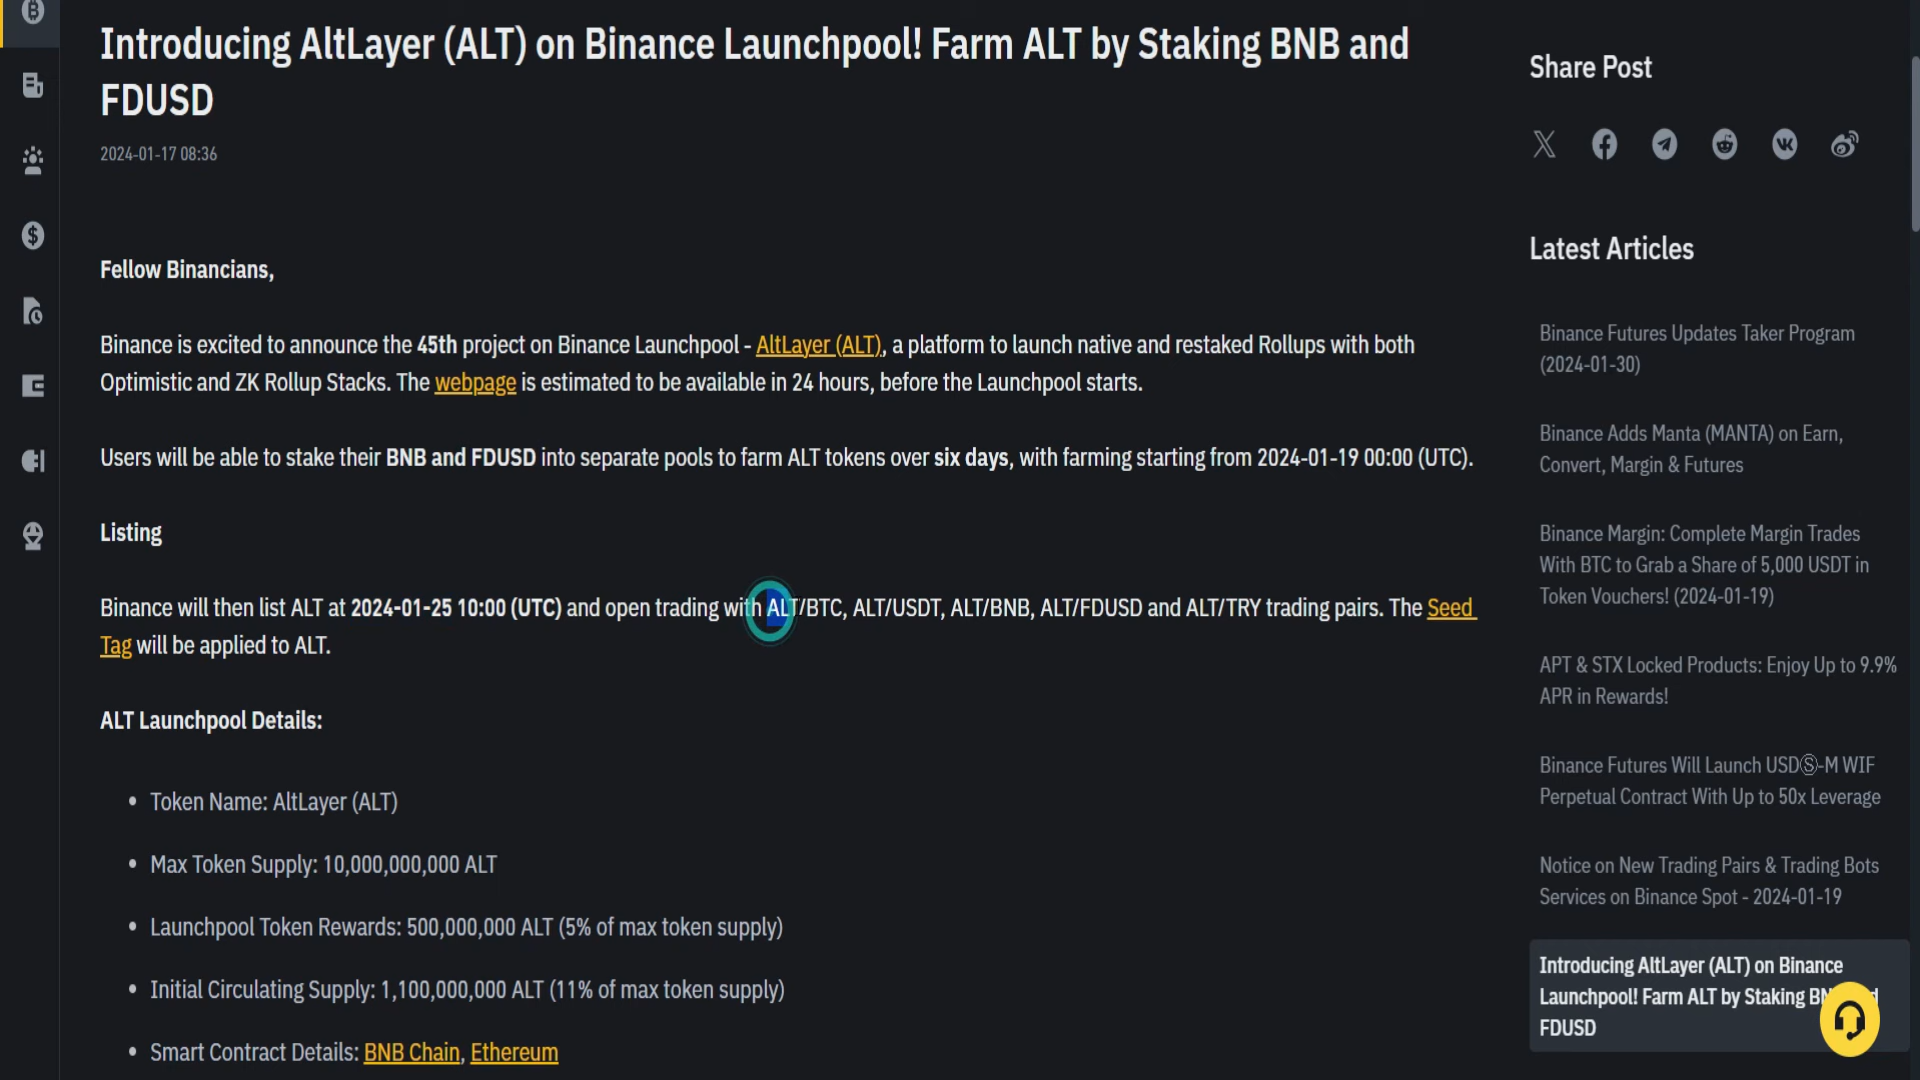 Introducing AltLayer (ALT) on Binance Launchpool! Farm ALT by Staking BNB and
FDUSD
2024-01-17 08:36
Fellow Binancians,
Binance is excited to announce the 45th project on Binance Launchpool - AltLayer (ALT), a platform to launch native and restaked Rollups with both
Optimistic and ZK Rollup Stacks. The webpage is estimated to be available in 24 hours, before the Launchpool starts.
Users will be able to stake their BNB and FDUSD into separate pools to farm ALT tokens over six days, with farming starting from 2024-01-19 00:00 (UTC).
Listing
Binance will then list ALT at 2024-01-25 10:00 (UTC) and open trading with ALT/BTC, ALT/USDT, ALT/BNB, ALT/FDUSD and ALT/TRY trading pairs. The Seed
Tag will be applied to ALT.
ALT Launchpool Details:
• Token Name: AltLayer (ALT)
• Max Token Supply: 10,000,000,000 ALT
• Launchpool Token Rewards: 500,000,000 ALT (5% of max token supply)
• Initial Circulating Supply: 1,100,000,000 ALT (11% of max token supply)
• Smart Contract Details: BNB Chain, Ethereum
Share Post
Latest Articles
Binance Futures Updates Taker Program
(2024-01-30)
Binance Adds Manta (MANTA) on Earn,
Convert, Margin & Futures
Binance Margin: Complete Margin Trades
With BTC to Grab a Share of 5,000 USDT in
Token Vouchers! (2024-01-19)
APT & STX Locked Products: Enjoy Up to 9.9%
APR in Rewards!
Binance Futures Will Launch USDⓈ-M WIF
Perpetual Contract With Up to 50x Leverage
Notice on New Trading Pairs & Trading Bots
Services on Binance Spot - 2024-01-19
Introducing AltLayer (ALT) on Binance
Launchpool! Farm ALT by Staking
FDUSD